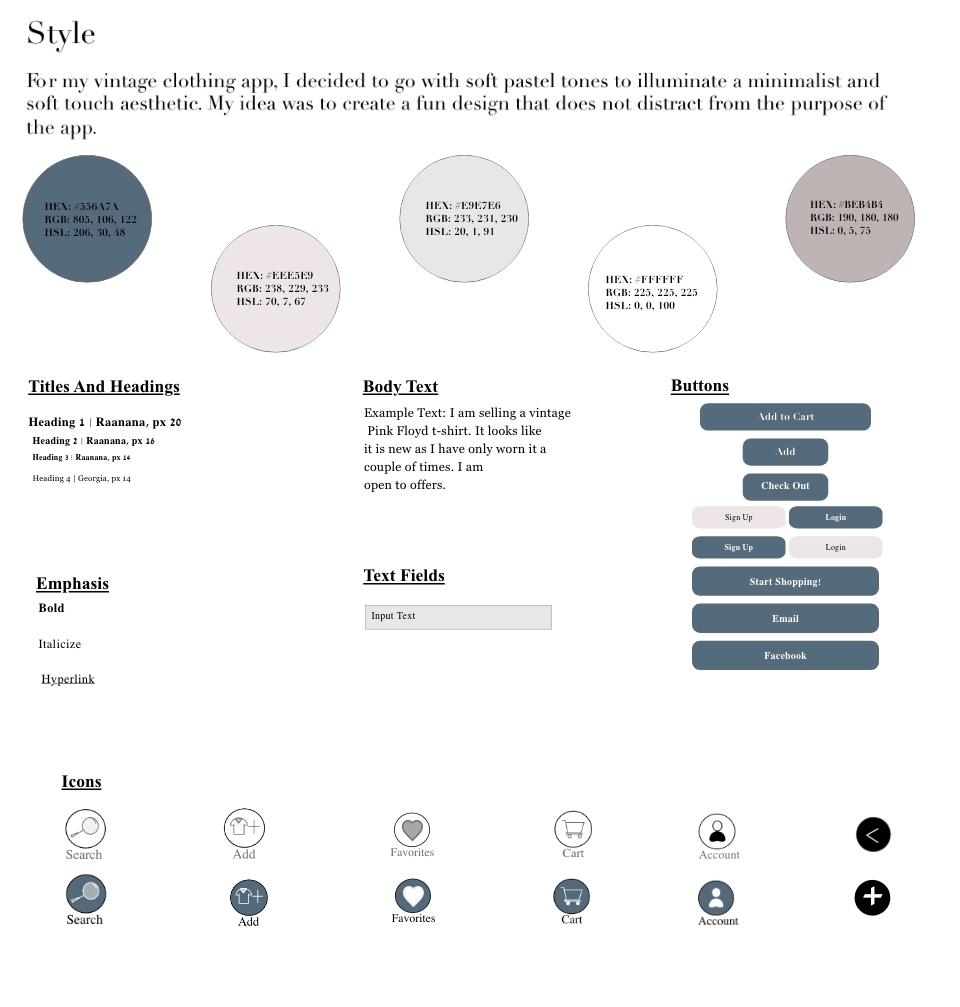 Style
For my vintage clothing app, I decided to go with soft pastel tones to illuminate a minimalist and
soft touch aesthetic. My idea was to create a fun design that does not distract from the purpose of
the app.
HEX: #556A7A
RGB: 805, 106, 122
HSL: 206, 30, 48
HEX: #EEE5E9
RGB: 238, 229, 233
HSL: 70, 7, 67
HEX: #E9E7E6
RGB: 233, 231, 230
HSL: 20, 1, 91
HEX: #FFFFFF
RGB: 225, 225, 225
HSL: 0, 0, 100
HEX: #BEB4B4
RGB: 190, 180, 180
HSL: 0, 5, 75
Titles And Headings
Heading 1 | Raanana, px 20
Heading 2 | Raanana, px 16
Heading 3 | Raanana, px 14
Heading 4 | Georgia, px 14
Body Text
Example Text: I am selling a vintage
Pink Floyd t-shirt. It looks like
it is new as I have only worn it a
couple of times. I am
open to offers.
Buttons
Add to Cart
Add
Check Out
Sign Up Login
Sign Up Login
Start Shopping!
Email
Facebook
Emphasis
Bold
Italicize
Hyperlink
Text Fields
Input Text
Icons
Search Add Favorites Cart Account
Search Add Favorites Cart Account